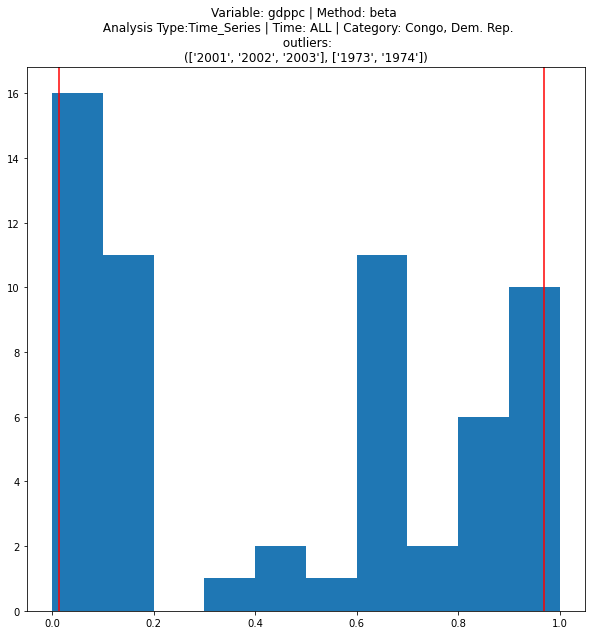 Variable: gdppc | Method: beta
Analysis Type:Time_Series | Time: ALL | Category: Congo, Dem. Rep.
outliers:
(['2001', '2002', '2003'], ['1973', '1974'])
16
14
12
10
8
6
4
2
0
0.0 0.2 0.4 0.6 0.8 1.0